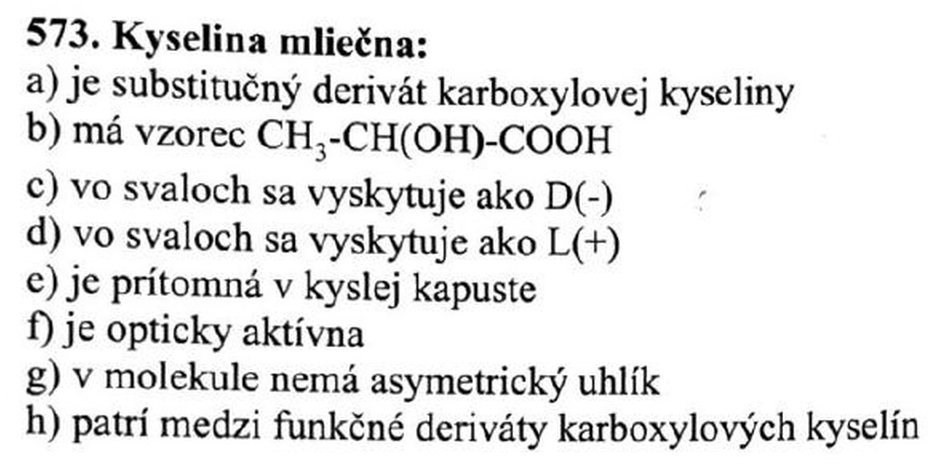 573. Kyselina mliečna:
a) je substitučný derivát karboxylovej kyseliny
b) má vzorec CH₃-CH(OH)-COOH
c) vo svaloch sa vyskytuje ako D(-)
d) vo svaloch sa vyskytuje ako L(+)
e) je prítomná v kyslej kapuste
f) je opticky aktívna
g) v molekule nemá asymetrický uhlík
h) patrí medzi funkčné deriváty karboxylových kyselín